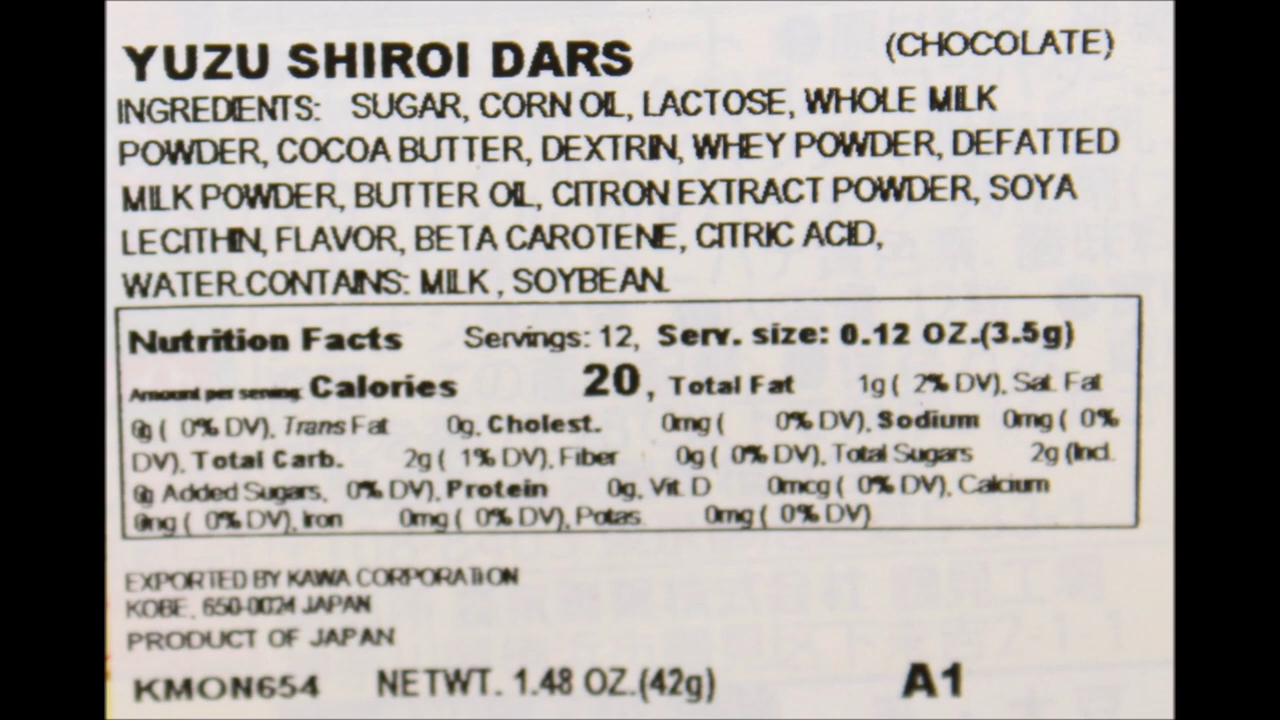 YUZU SHIROI DARS (CHOCOLATE)
INGREDIENTS: SUGAR, CORN OIL, LACTOSE, WHOLE MILK
POWDER, COCOA BUTTER, DEXTRIN, WHEY POWDER, DEFATTED
MILK POWDER, BUTTER OIL, CITRON EXTRACT POWDER, SOYA
LECITHIN, FLAVOR, BETA CAROTENE, CITRIC ACID,
WATER.CONTAINS: MILK , SOYBEAN.
Nutrition Facts Servings: 12, Serv. size: 0.12 OZ.(3.5g)
Amount per serving Calories 20 , Total Fat 1g ( 2% DV), Sat. Fat
0g ( 0% DV), Trans Fat 0g, Cholest. 0mg ( 0% DV), Sodium 0mg ( 0%
DV), Total Carb. 2g ( 1% DV), Fiber 0g ( 0% DV), Total Sugars 2g (Incl.
0g Added Sugars, 0% DV), Protein 0g, Vit. D 0mcg ( 0% DV), Calcium
0mg ( 0% DV), Iron 0mg ( 0% DV), Potas. 0mg ( 0% DV)
EXPORTED BY KAWA CORPORATION
KOBE, 650-0024 JAPAN
PRODUCT OF JAPAN
KMON654 NETWT. 1.48 OZ.(42g) A1